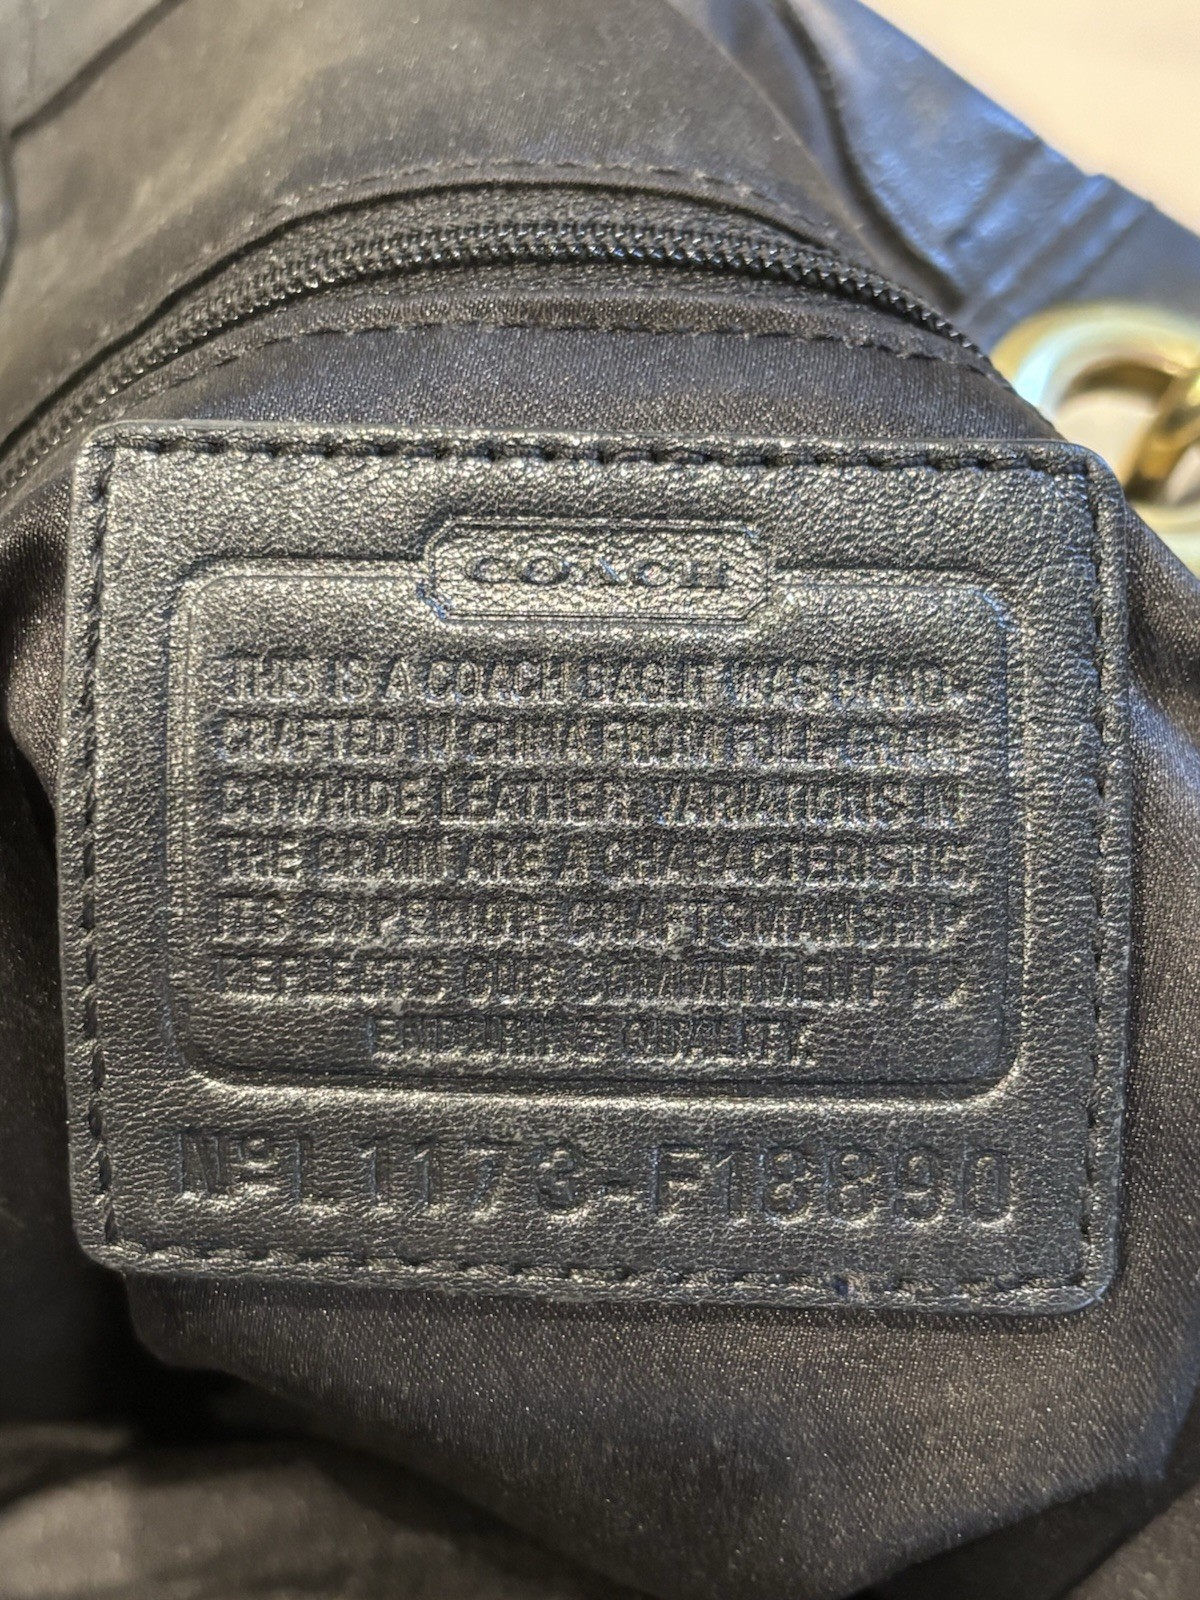 COACH
THIS IS A COACH BAG. IT WAS HAND-
CRAFTED IN CHINA FROM FULL GRAIN
COWHIDE LEATHER. VARIATIONS IN
THE GRAIN ARE A CHARACTERISTIC.
ITS SUPERIOR CRAFTSMANSHIP
REFLECTS OUR COMMITMENT TO
ENDURING QUALITY.
Nº L1173-F18890